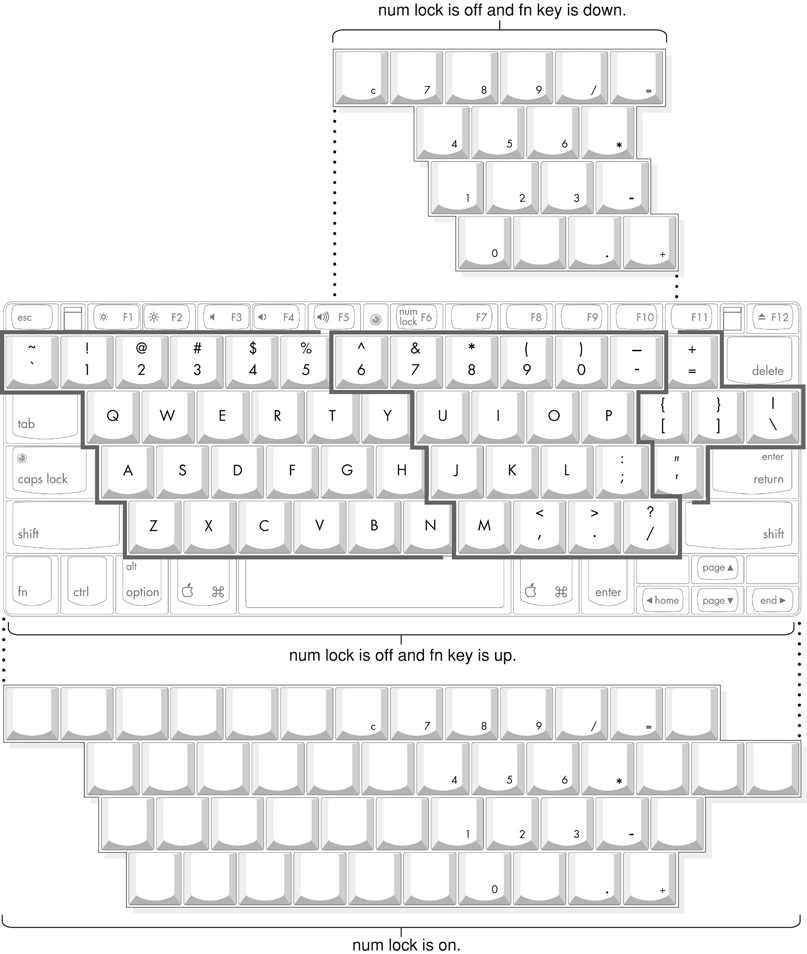 num lock is off and fn key is down.
c 7 8 9 / =
4 5 6 *
1 2 3 -
0 . +
esc F1 F2 F3 F4 F5 num lock F6 F7 F8 F9 F10 F11 F12
~ ! @ # $ % ^ & * ( ) — +
` 1 2 3 4 5 6 7 8 9 0 - = delete
tab Q W E R T Y U I O P { [ } ] | \
caps lock A S D F G H J K L : ; " ' enter return
shift Z X C V B N M < , > . ? / shift
fn ctrl alt option ⌘ ⌘ enter page ▲
◀ home page ▼ end ▶
num lock is off and fn key is up.
c 7 8 9 / =
4 5 6 *
1 2 3 -
0 . +
num lock is on.